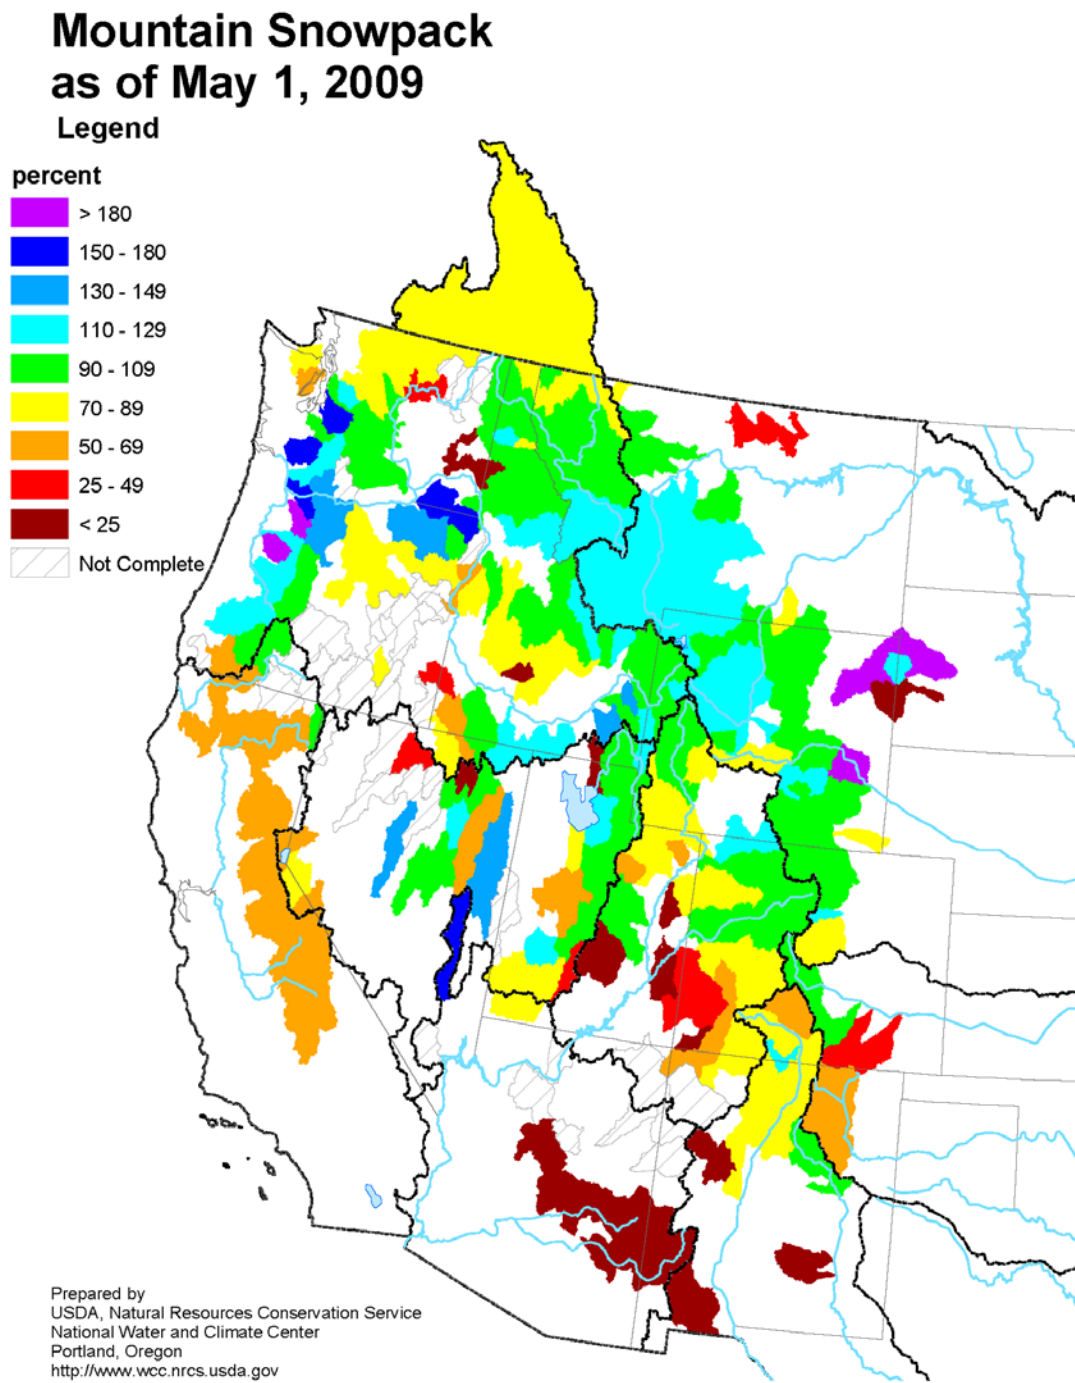 Mountain Snowpack
as of May 1, 2009
Legend
percent
> 180
150 - 180
130 - 149
110 - 129
90 - 109
70 - 89
50 - 69
25 - 49
< 25
Not Complete
Prepared by
USDA, Natural Resources Conservation Service
National Water and Climate Center
Portland, Oregon
http://www.wcc.nrcs.usda.gov